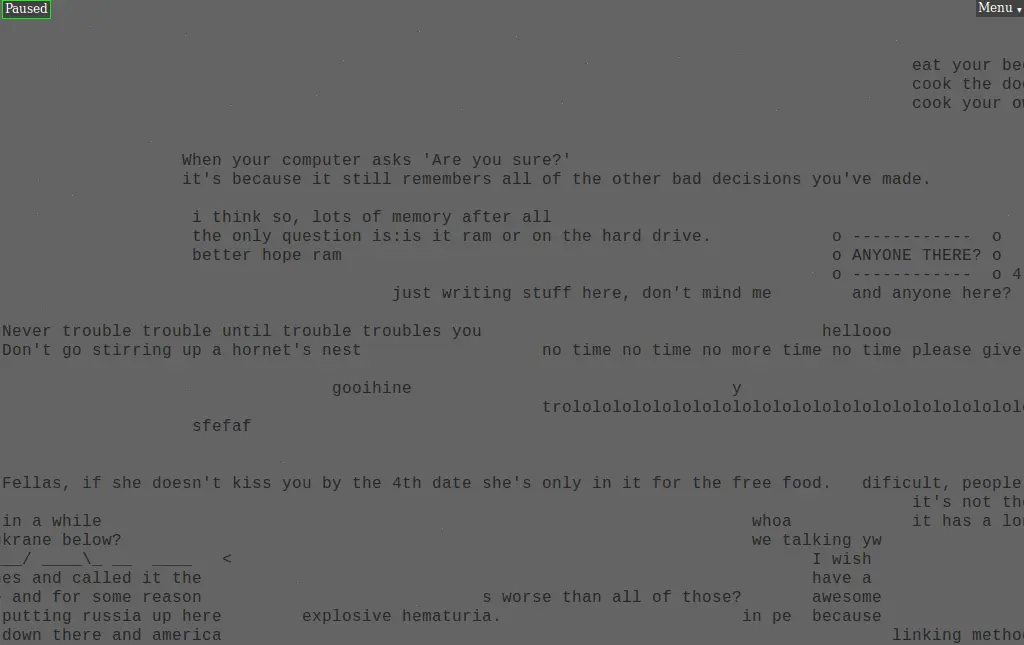 Paused
Menu ▾
eat your
cook the
cook your
When your computer asks 'Are you sure?'
it's because it still remembers all of the other bad decisions you've made.
i think so, lots of memory after all
the only question is:is it ram or on the hard drive. o ------------ o
better hope ram o ANYONE THERE? o
o ------------ o 4
just writing stuff here, don't mind me and anyone here?
Never trouble trouble until trouble troubles you hellooo
Don't go stirring up a hornet's nest no time no time no more time no time please give
gooihine y
trolololololololololololololololololololololololo
sfefaf
Fellas, if she doesn't kiss you by the 4th date she's only in it for the free food. dificult, people
it's not
in a while whoa it has a
krane below? we talking yw
__/ ____\_ __ ____ < I wish
es and called it the have a
and for some reason s worse than all of those? awesome
putting russia up here explosive hematuria. in pe because
down there and america linking